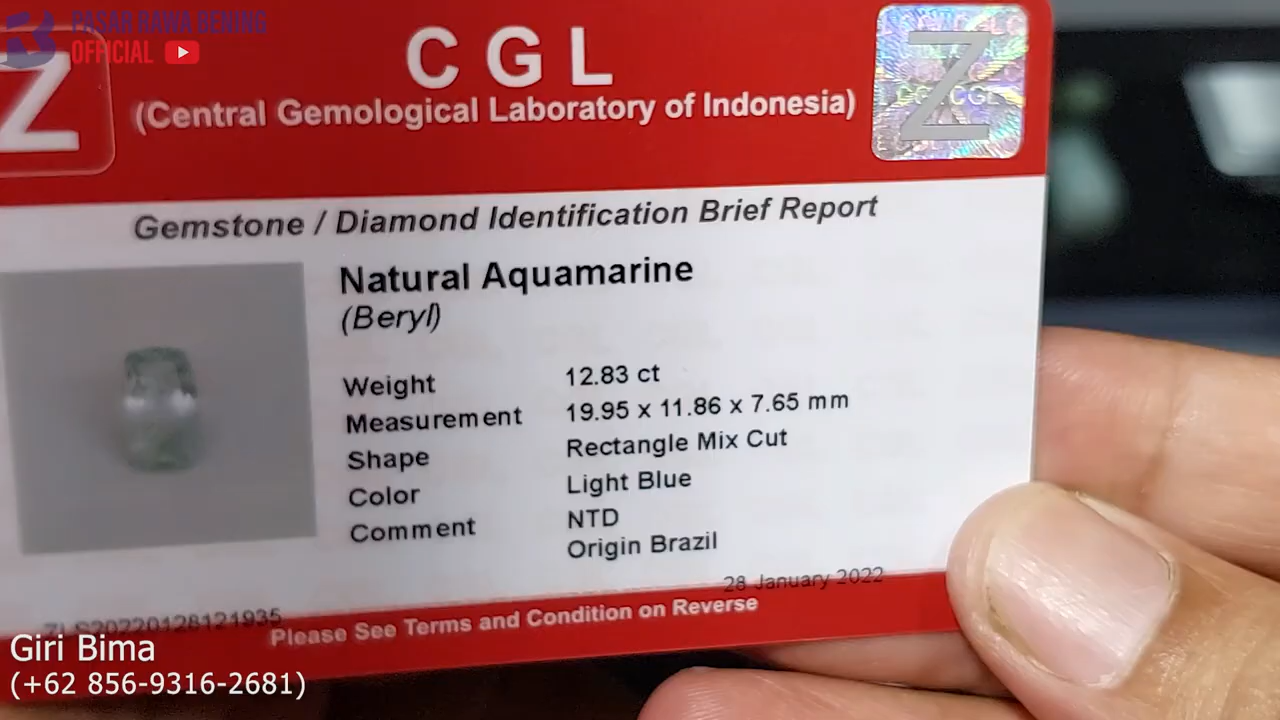 PASAR RAWA BENING
OFFICIAL
Z
CGL
(Central Gemological Laboratory of Indonesia)
Z
CGL
Gemstone / Diamond Identification Brief Report
Natural Aquamarine
(Beryl)
Weight 12.83 ct
Measurement 19.95 x 11.86 x 7.65 mm
Shape Rectangle Mix Cut
Color Light Blue
Comment NTD
Origin Brazil
28 January 2022
ZLS20220128121935
Please See Terms and Condition on Reverse
Giri Bima
(+62 856-9316-2681)